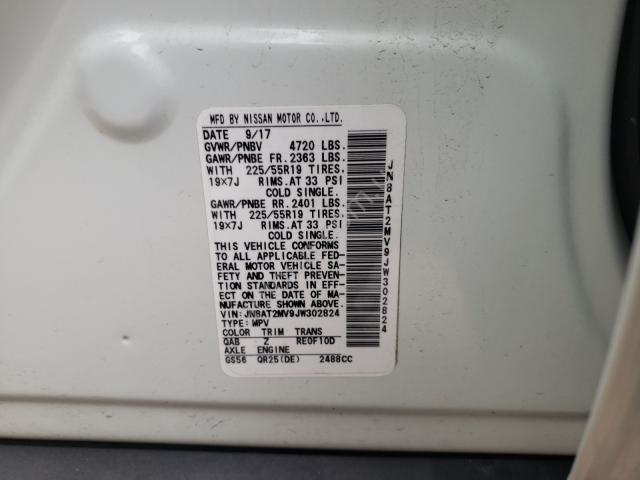 MFD BY NISSAN MOTOR CO.,LTD.
DATE 9/17
GVWR/PNBV 4720 LBS.
GAWR/PNBE FR. 2363 LBS.
WITH 225/55R19 TIRES.
19X7J RIMS.AT 33 PSI
COLD SINGLE.
GAWR/PNBE RR. 2401 LBS.
WITH 225/55R19 TIRES.
19X7J RIMS.AT 33 PSI
COLD SINGLE.
THIS VEHICLE CONFORMS
TO ALL APPLICABLE FED-
ERAL MOTOR VEHICLE SA-
FETY AND THEFT PREVENTION
STANDARDS IN EFF-
ECT ON THE DATE OF MA-
NUFACTURE SHOWN ABOVE.
VIN: JN8AT2MV9JW302824
TYPE: MPV
COLOR TRIM TRANS
QAB Z RE0F10D
AXLE ENGINE
GS56 QR25(DE) 2488CC
JN8AT2MV9JW302824